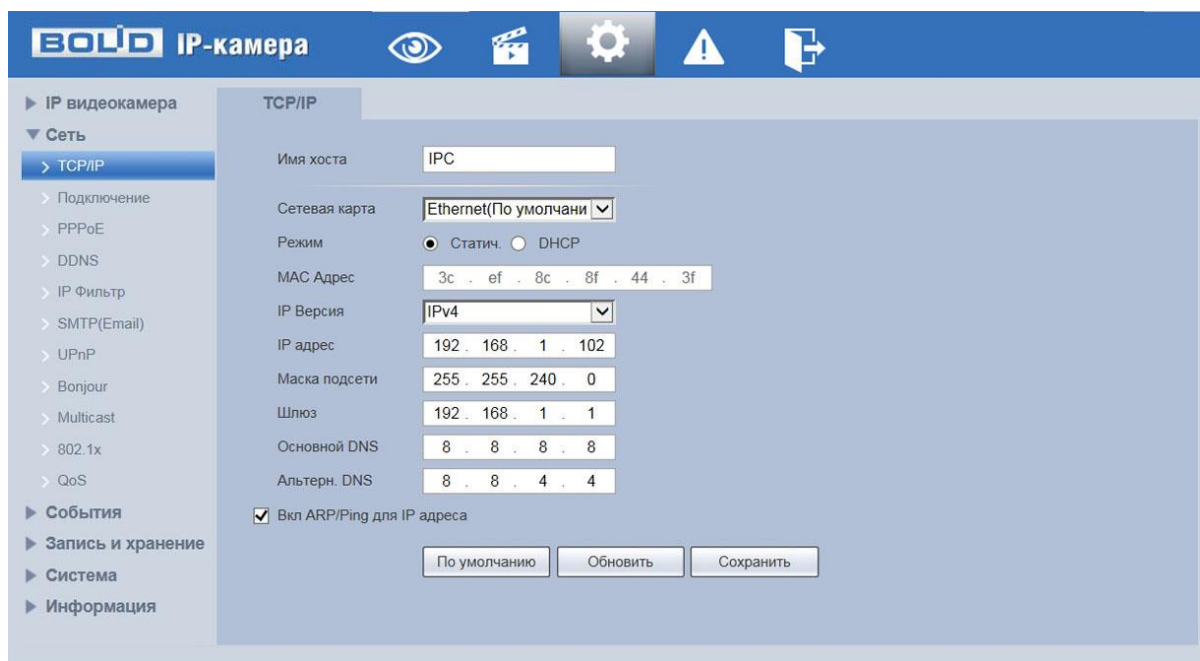 BOLID IP-камера
IP видеокамера
Сеть
TCP/IP
Подключение
PPPoE
DDNS
IP Фильтр
SMTP(Email)
UPnP
Bonjour
Multicast
802.1x
QoS
События
Запись и хранение
Система
Информация
TCP/IP
Имя хоста IPC
Сетевая карта Ethernet(По умолчани
Режим Статич. DHCP
MAC Адрес 3c . ef . 8c . 8f . 44 . 3f
IP Версия IPv4
IP адрес 192 . 168 . 1 . 102
Маска подсети 255 . 255 . 240 . 0
Шлюз 192 . 168 . 1 . 1
Основной DNS 8 . 8 . 8 . 8
Альтерн. DNS 8 . 8 . 4 . 4
Вкл ARP/Ping для IP адреса
По умолчанию Обновить Сохранить